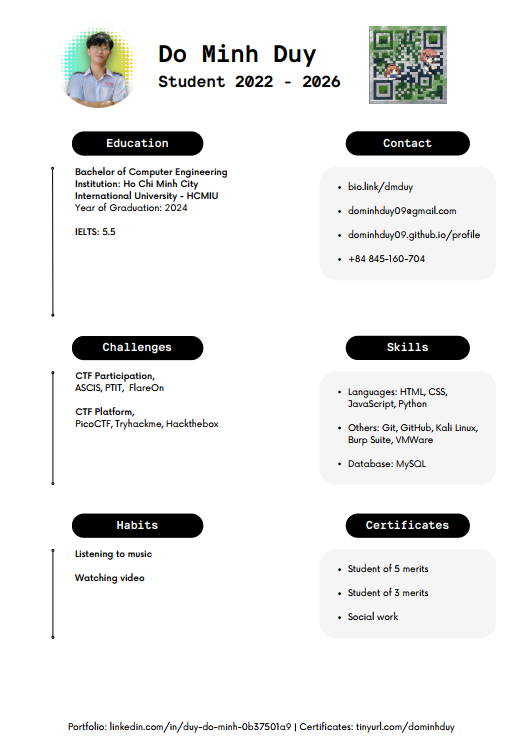 Do Minh Duy
Student 2022 - 2026
Education
Bachelor of Computer Engineering
Institution: Ho Chi Minh City
International University - HCMIU
Year of Graduation: 2024
IELTS: 5.5
Contact
bio.link/dmduy
dominhduy09@gmail.com
dominhduy09.github.io/profile
+84 845-160-704
Challenges
CTF Participation,
ASCIS, PTIT, FlareOn
CTF Platform,
PicoCTF, Tryhackme, Hackthebox
Skills
Languages: HTML, CSS,
JavaScript, Python
Others: Git, GitHub, Kali Linux,
Burp Suite, VMWare
Database: MySQL
Habits
Listening to music
Watching video
Certificates
Student of 5 merits
Student of 3 merits
Social work
Portfolio: linkedin.com/in/duy-do-minh-0b37501a9 | Certificates: tinyurl.com/dominhduy